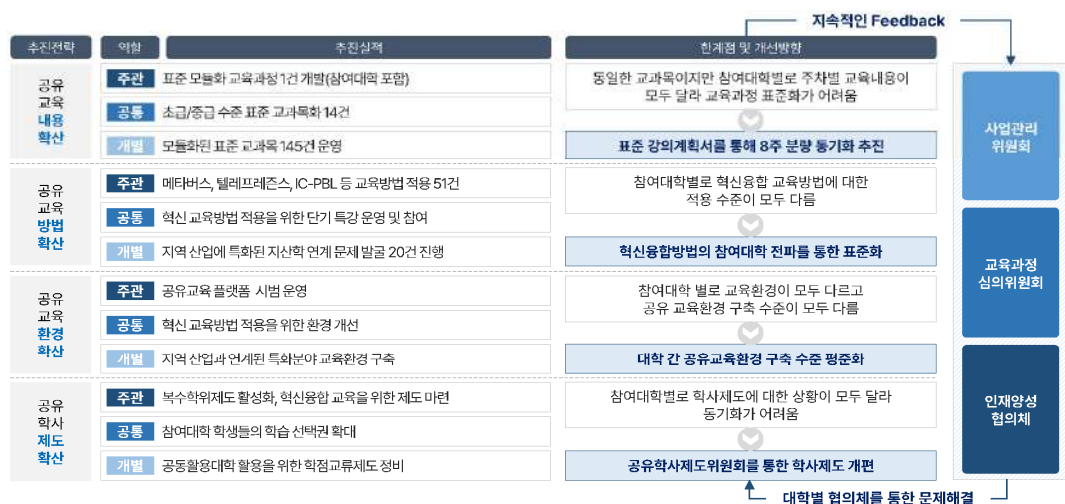 지속적인 Feedback
추진전략 역할 추진실적 한계점 및 개선방향
공유
교육
내용
확산
주관 표준 모듈화 교육과정 1건 개발(참여대학 포함)
공통 초급/중급 수준 표준 교과목화 14건
개별 모듈화된 표준 교과목 145건 운영
동일한 교과목이지만 참여대학별로 주차별 교육내용이
모두 달라 교육과정 표준화가 어려움
표준 강의계획서를 통해 8주 분량 동기화 추진
공유
교육
방법
확산
주관 메타버스, 텔레프레즌스, IC-PBL 등 교육방법 적용 51건
공통 혁신 교육방법 적용을 위한 단기 특강 운영 및 참여
개별 지역 산업에 특화된 지산학 연계 문제 발굴 20건 진행
참여대학별로 혁신융합 교육방법에 대한
적용 수준이 모두 다름
혁신융합방법의 참여대학 전파를 통한 표준화
공유
교육
환경
확산
주관 공유교육 플랫폼 시범 운영
공통 혁신 교육방법 적용을 위한 환경 개선
개별 지역 산업과 연계된 특화분야 교육환경 구축
참여대학 별로 교육환경이 모두 다르고
공유 교육환경 구축 수준이 모두 다름
대학 간 공유교육환경 구축 수준 평준화
공유
학사
제도
확산
주관 복수학위제도 활성화, 혁신융합 교육을 위한 제도 마련
공통 참여대학 학생들의 학습 선택권 확대
개별 공동활용대학 활용을 위한 학점교류제도 정비
참여대학별로 학사제도에 대한 상황이 모두 달라
동기화가 어려움
공유학사제도위원회를 통한 학사제도 개편
사업관리
위원회
교육과정
심의위원회
인재양성
협의체
대학별 협의체를 통한 문제해결